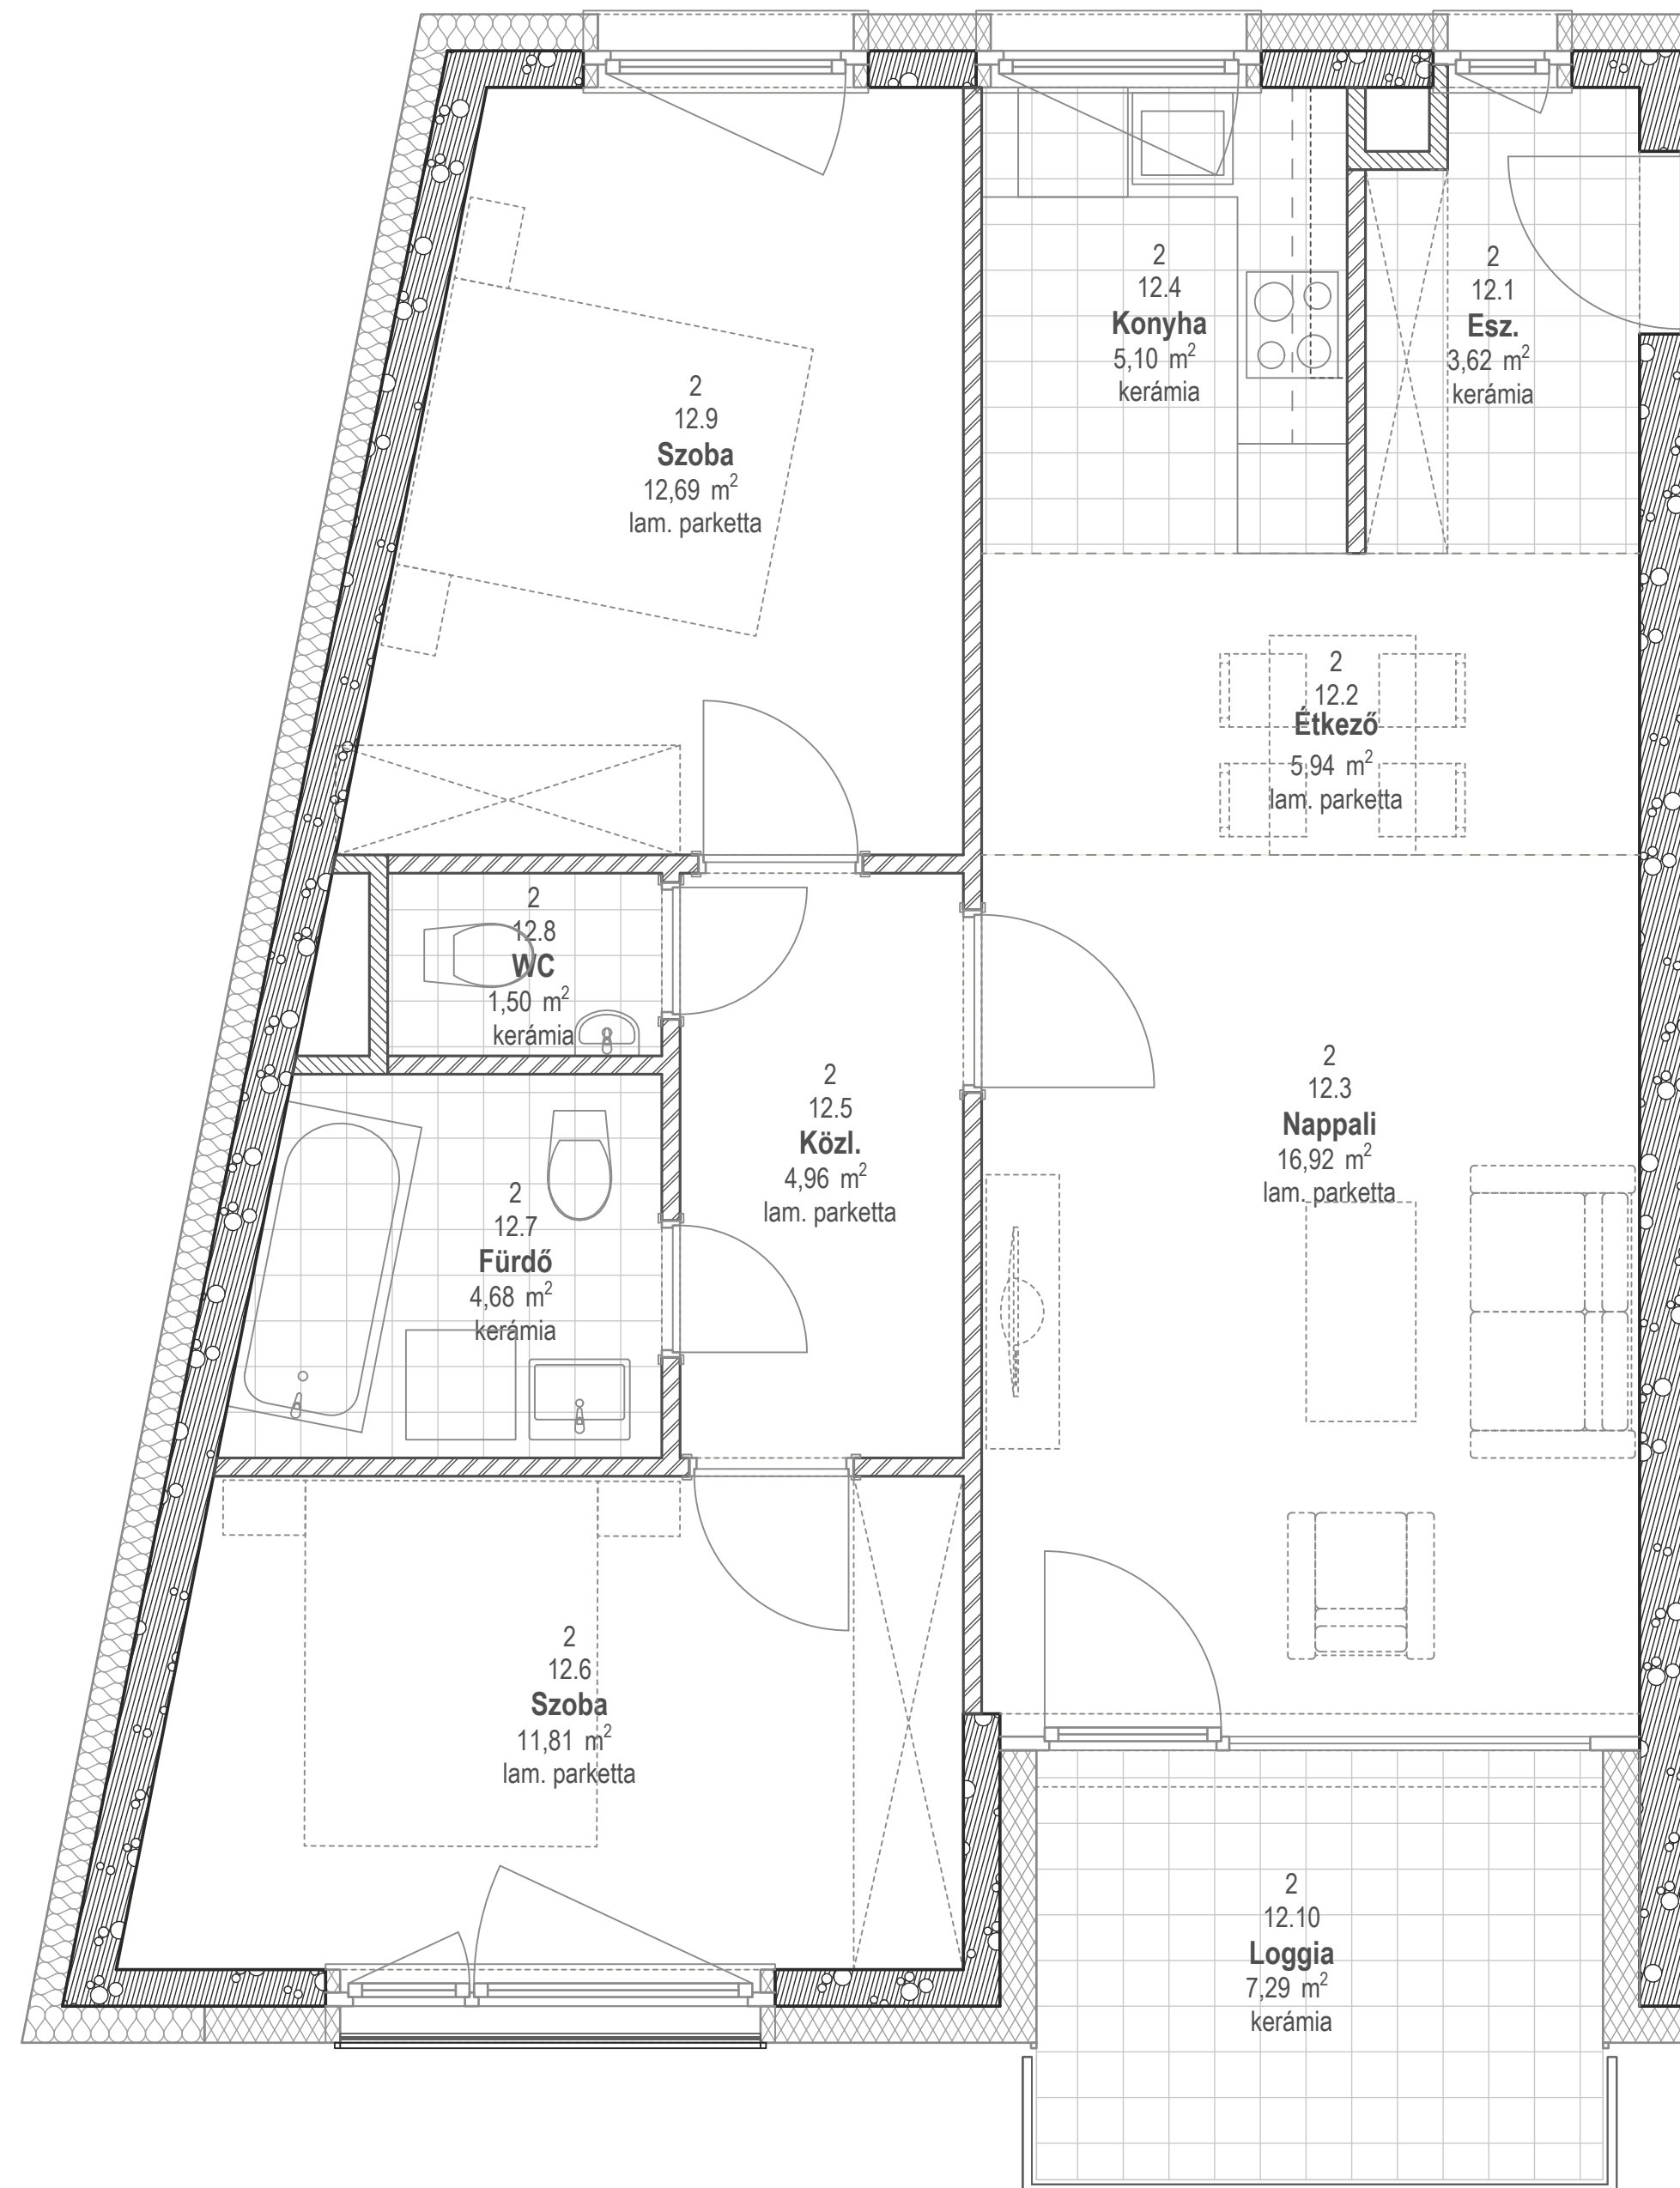 2
12.4
Konyha
5,10 m²
kerámia
2
12.1
Esz.
3,62 m²
kerámia
2
12.9
Szoba
12,69 m²
lam. parketta
2
12.2
Étkező
5,94 m²
lam. parketta
2
12.8
WC
1,50 m²
kerámia
2
12.5
Közl.
4,96 m²
lam. parketta
2
12.3
Nappali
16,92 m²
lam. parketta
2
12.7
Fürdő
4,68 m²
kerámia
2
12.6
Szoba
11,81 m²
lam. parketta
2
12.10
Loggia
7,29 m²
kerámia